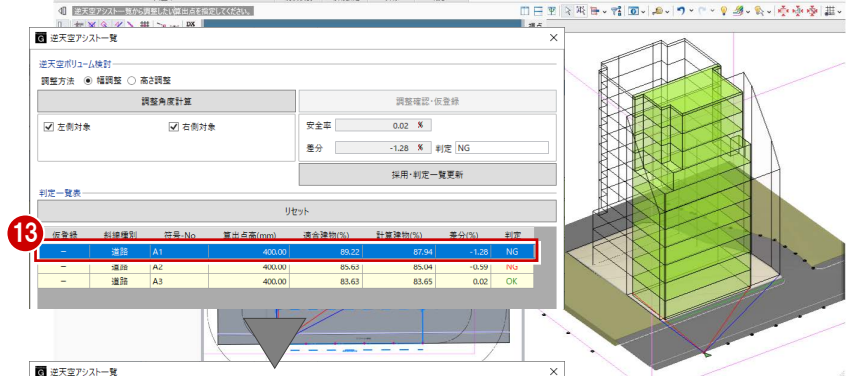 逆天空アシスト一覧から調整したい算出点を指定してください。
逆天空アシスト一覧
逆天空ボリューム検討
調整方法 幅調整 高さ調整
調整角度計算
調整確認・仮登録
左側対象 右側対象
安全率 0.02 %
差分 -1.28 % 判定 NG
採用・判定一覧更新
判定一覧表
リセット
13
仮登録 斜線種別 符号-No 算出点高(mm) 適合建物(%) 計算建物(%) 差分(%) 判定
− 道路 A1 400.00 89.22 87.94 -1.28 NG
− 道路 A2 400.00 85.63 85.04 -0.59 NG
− 道路 A3 400.00 83.63 83.65 0.02 OK
逆天空アシスト一覧